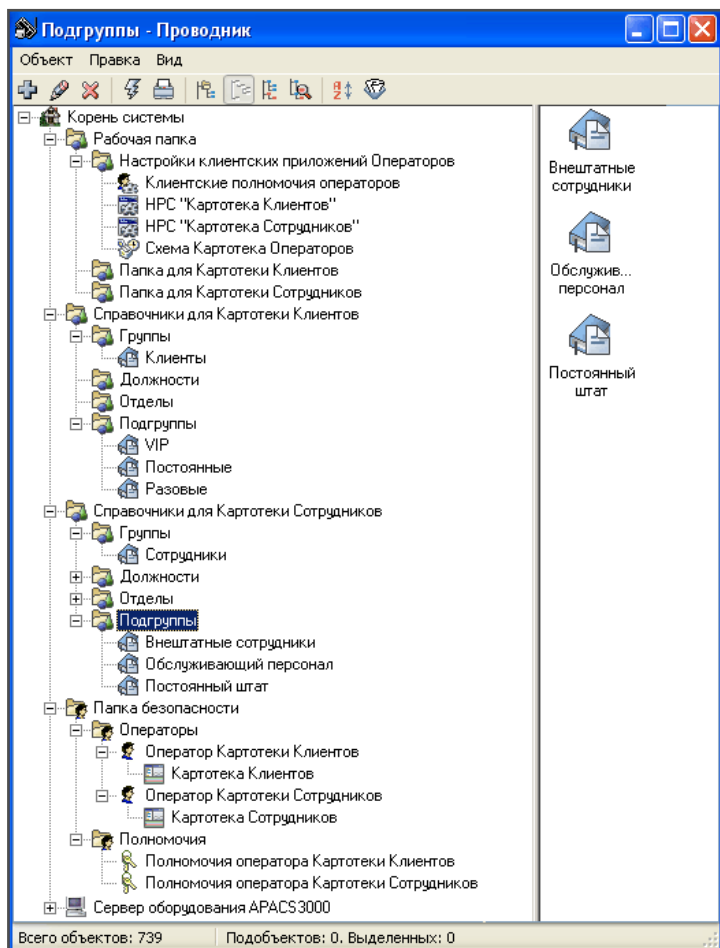 Подгруппы - Проводник
Объект Правка Вид
Корень системы
Рабочая папка
Настройки клиентских приложений Операторов
Клиентские полномочия операторов
НРС "Картотека Клиентов"
НРС "Картотека Сотрудников"
Схема Картотека Операторов
Папка для Картотеки Клиентов
Папка для Картотеки Сотрудников
Справочники для Картотеки Клиентов
Группы
Клиенты
Должности
Отделы
Подгруппы
VIP
Постоянные
Разовые
Справочники для Картотеки Сотрудников
Группы
Сотрудники
Должности
Отделы
Подгруппы
Внештатные сотрудники
Обслуживающий персонал
Постоянный штат
Папка безопасности
Операторы
Оператор Картотеки Клиентов
Картотека Клиентов
Оператор Картотеки Сотрудников
Картотека Сотрудников
Полномочия
Полномочия оператора Картотеки Клиентов
Полномочия оператора Картотеки Сотрудников
Сервер оборудования APACS3000
Внештатные
сотрудники
Обслужив...
персонал
Постоянный
штат
Всего объектов: 739 Подобъектов: 0. Выделенных: 0